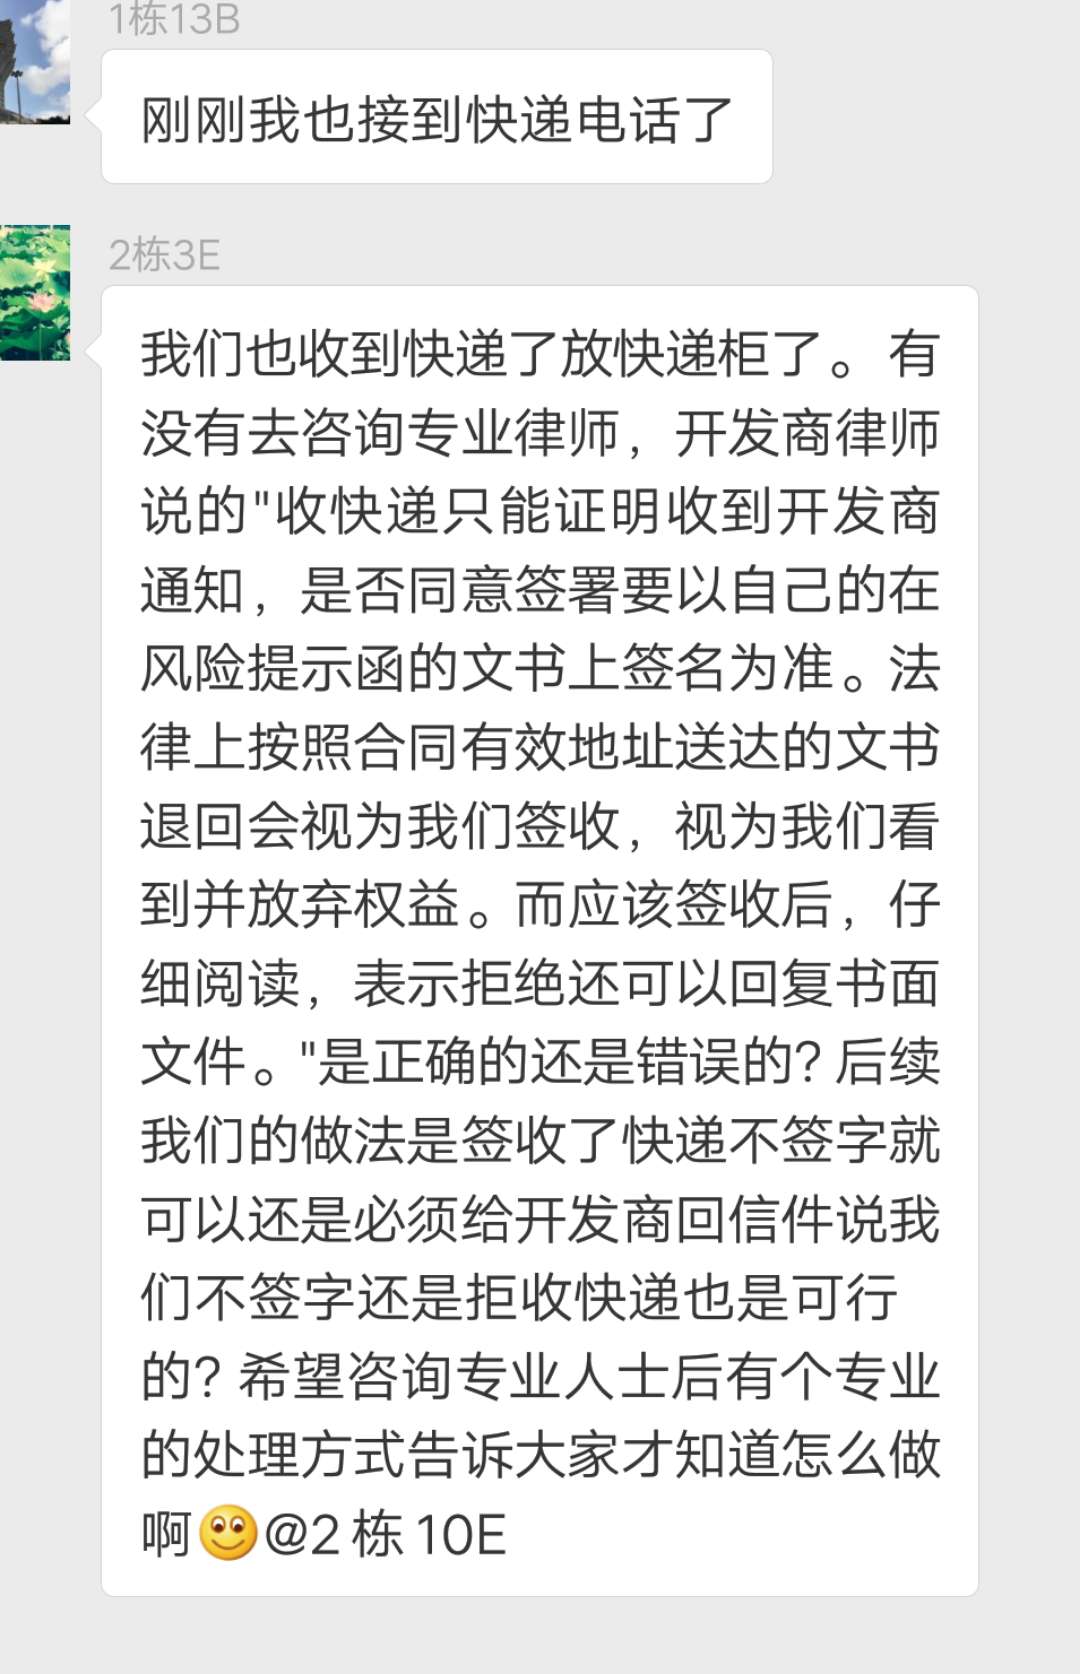 1栋13B
刚刚我也接到快递电话了
2栋3E
我们也收到快递了放快递柜了。有
没有去咨询专业律师，开发商律师
说的"收快递只能证明收到开发商
通知，是否同意签署要以自己的在
风险提示函的文书上签名为准。法
律上按照合同有效地址送达的文书
退回会视为我们签收，视为我们看
到并放弃权益。而应该签收后，仔
细阅读，表示拒绝还可以回复书面
文件。"是正确的还是错误的？后续
我们的做法是签收了快递不签字就
可以还是必须给开发商回信件说我
们不签字还是拒收快递也是可行
的？希望咨询专业人士后有个专业
的处理方式告诉大家才知道怎么做
啊@2栋10E